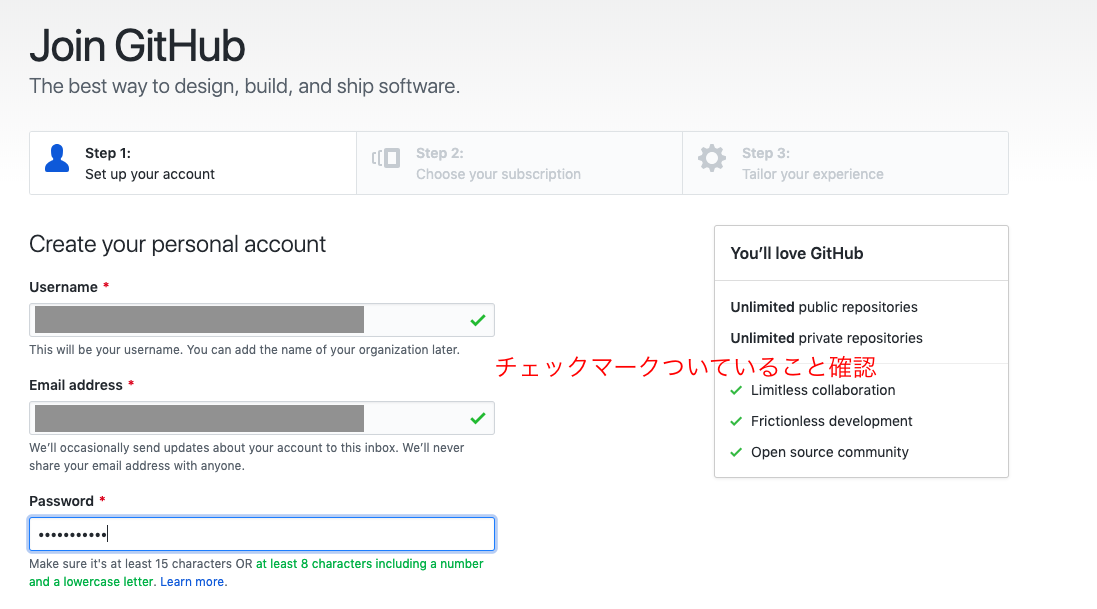 Join GitHub
The best way to design, build, and ship software.
Step 1:
Set up your account
Step 2:
Choose your subscription
Step 3:
Tailor your experience
Create your personal account
Username *
This will be your username. You can add the name of your organization later.
Email address *
We’ll occasionally send updates about your account to this inbox. We’ll never
share your email address with anyone.
Password *
•••••••••••
Make sure it's at least 15 characters OR at least 8 characters including a number
and a lowercase letter. Learn more.
チェックマークついていること確認
You’ll love GitHub
Unlimited public repositories
Unlimited private repositories
Limitless collaboration
Frictionless development
Open source community